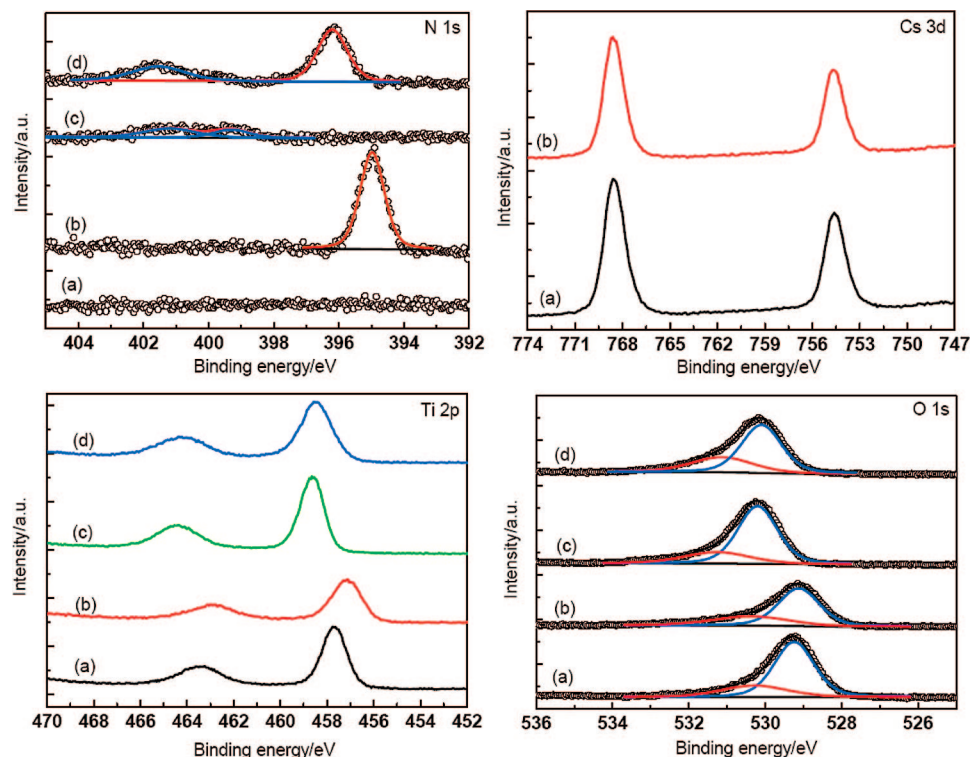 N 1s
(d)
(c)
(b)
(a)
Intensity/a.u.
404 402 400 398 396 394 392
Binding energy/eV
Cs 3d
(b)
(a)
Intensity/a.u.
774 771 768 765 762 759 756 753 750 747
Binding energy/eV
Ti 2p
(d)
(c)
(b)
(a)
Intensity/a.u.
470 468 466 464 462 460 458 456 454 452
Binding energy/eV
O 1s
(d)
(c)
(b)
(a)
Intensity/a.u.
536 534 532 530 528 526
Binding energy/eV